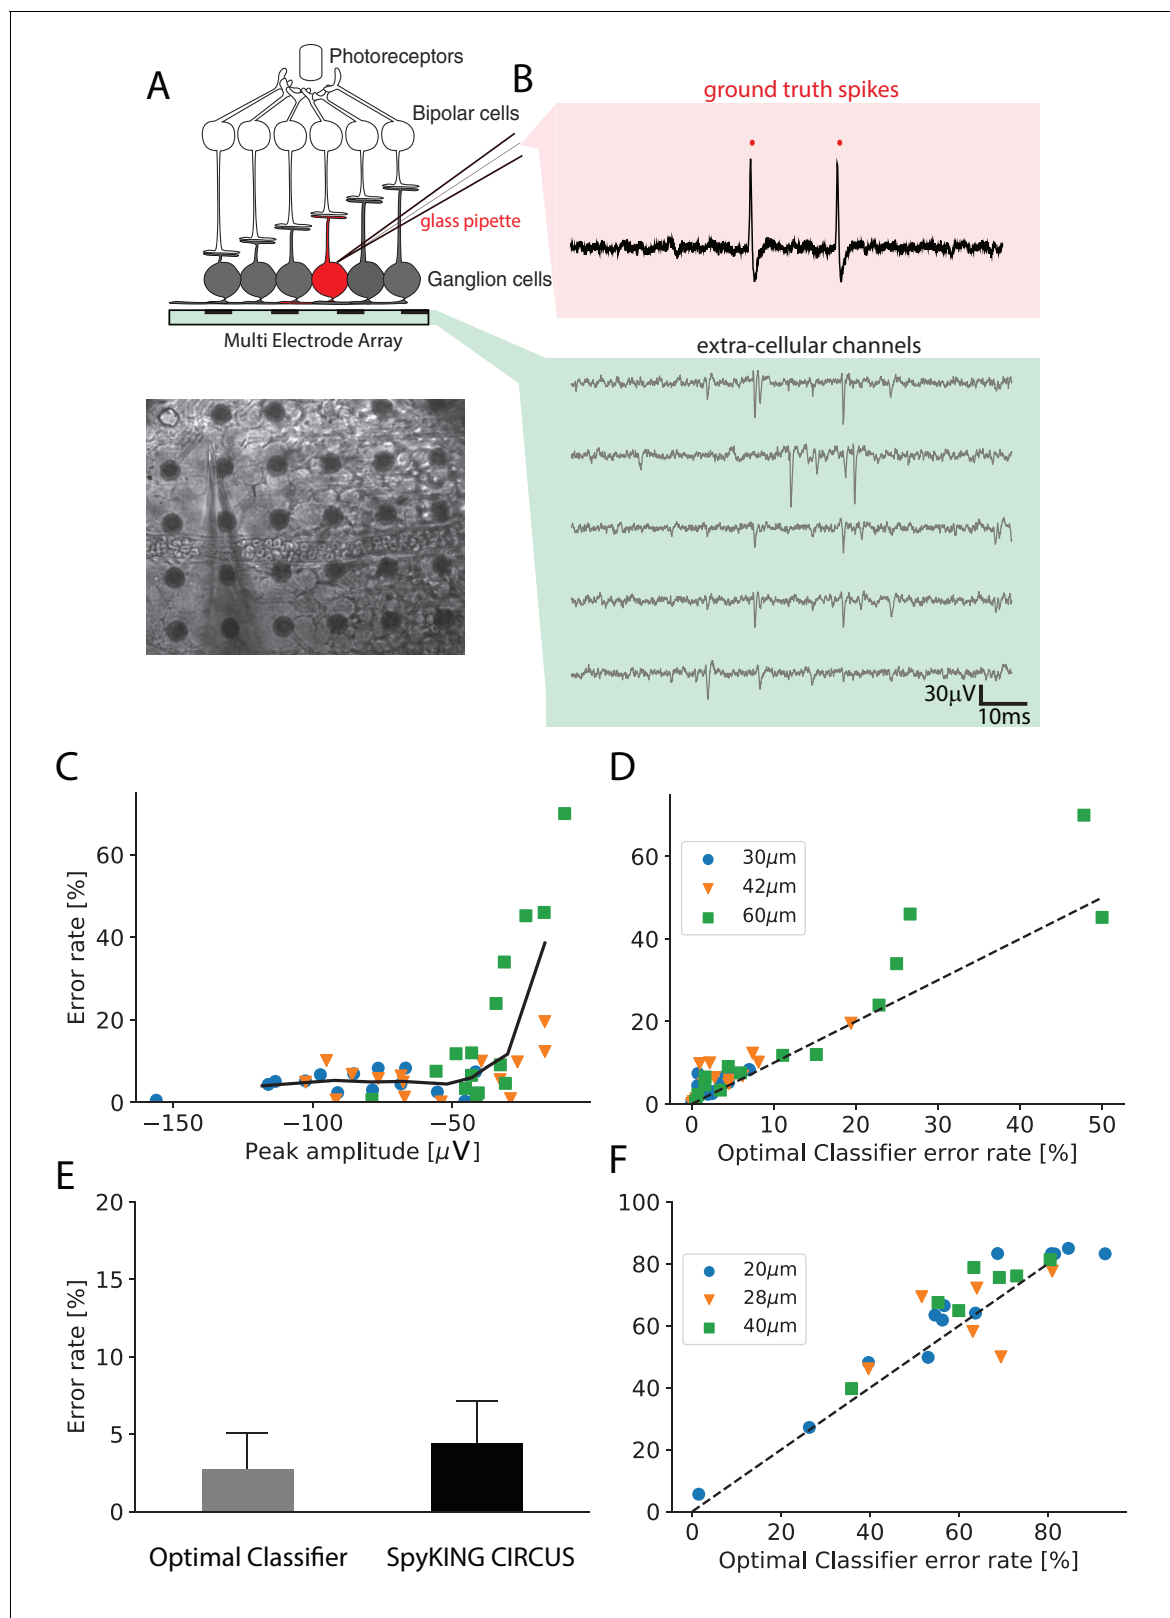 A
Photoreceptors
Bipolar cells
glass pipette
Ganglion cells
Multi Electrode Array
B
ground truth spikes
extra-cellular channels
30μV
10ms
C
Error rate [%]
60
40
20
0
−150
−100
−50
0
Peak amplitude [μV]
D
30μm
42μm
60μm
60
40
20
0
0
10
20
30
40
50
Optimal Classifier error rate [%]
E
Error rate [%]
20
15
10
5
0
Optimal Classifier
SpyKING CIRCUS
F
20μm
28μm
40μm
100
80
60
40
20
0
0
20
40
60
80
Optimal Classifier error rate [%]